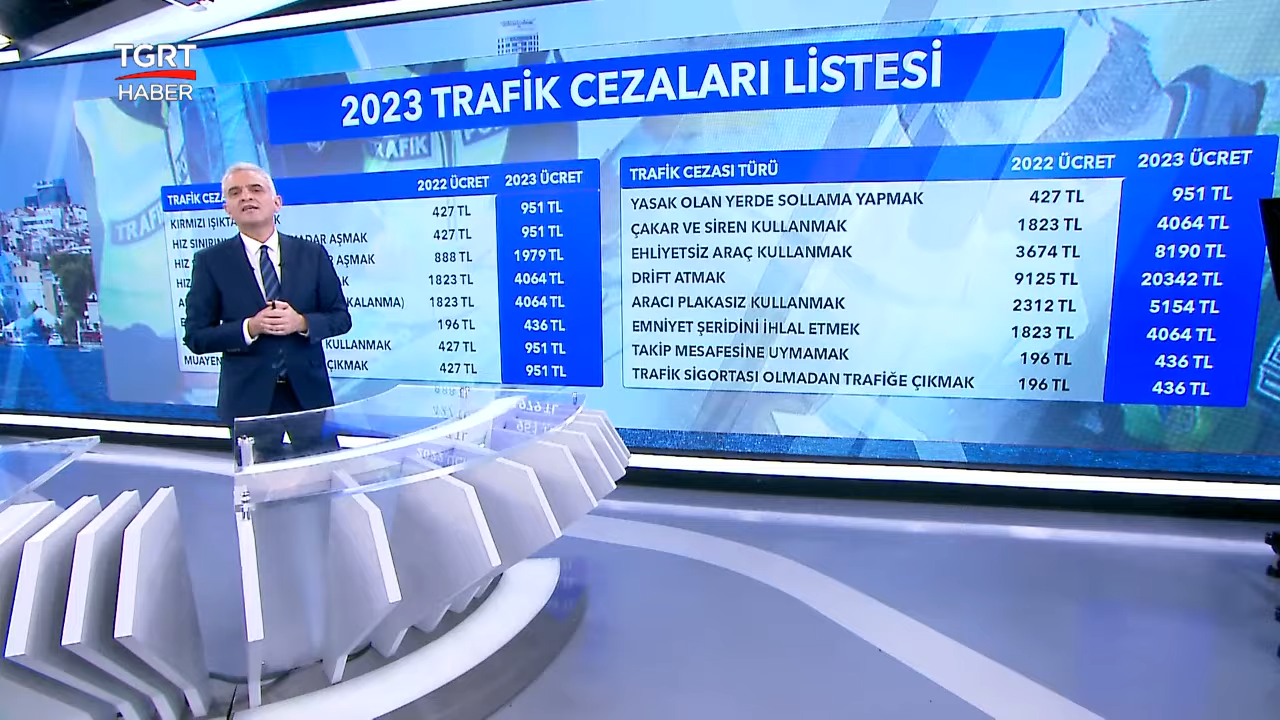 TGRT
HABER
2023 TRAFİK CEZALARI LİSTESİ
TRAFİK
TRAFİK
TRAFİK 2022 ÜCRET 2023 ÜCRET
KIRMIZI IŞIKTA 427 TL 951 TL
HIZ AŞMAK 427 TL 951 TL
HIZ AŞMAK 888 TL 1979 TL
1823 TL 4064 TL
1823 TL 4064 TL
196 TL 436 TL
KULLANMAK 427 TL 951 TL
ÇIKMAK 427 TL 951 TL
TRAFİK CEZASI TÜRÜ 2022 ÜCRET 2023 ÜCRET
YASAK OLAN YERDE SOLLAMA YAPMAK 427 TL 951 TL
ÇAKAR VE SİREN KULLANMAK 1823 TL 4064 TL
EHLİYETSİZ ARAÇ KULLANMAK 3674 TL 8190 TL
DRİFT ATMAK 9125 TL 20342 TL
ARACI PLAKASIZ KULLANMAK 2312 TL 5154 TL
EMNİYET ŞERİDİNİ İHLAL ETMEK 1823 TL 4064 TL
TAKİP MESAFESİNE UYMAMAK 196 TL 436 TL
TRAFİK SİGORTASI OLMADAN TRAFİĞE ÇIKMAK 196 TL 436 TL